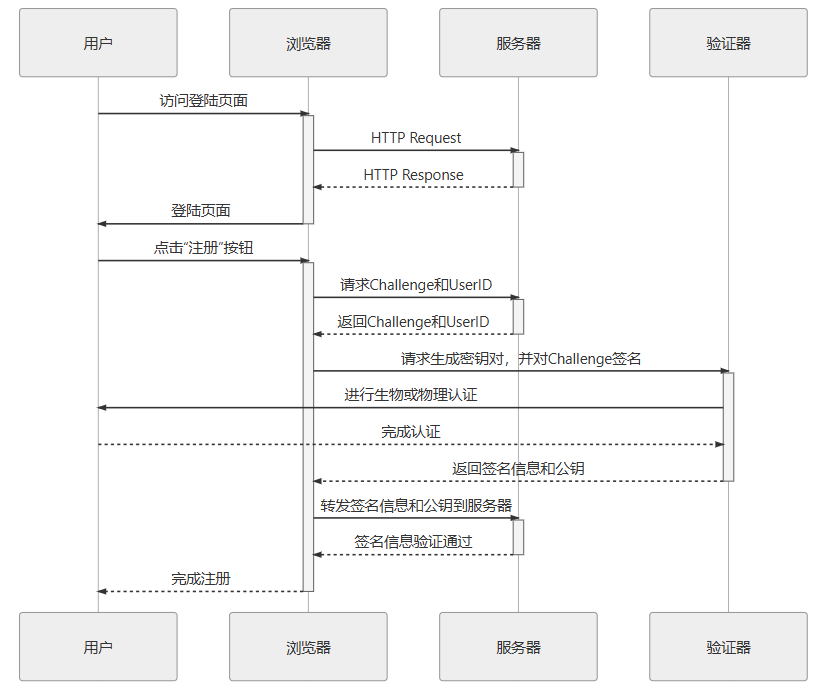 用户
浏览器
服务器
验证器
访问登陆页面
HTTP Request
HTTP Response
登陆页面
点击“注册”按钮
请求Challenge和UserID
返回Challenge和UserID
请求生成密钥对，并对Challenge签名
进行生物或物理认证
完成认证
返回签名信息和公钥
转发签名信息和公钥到服务器
签名信息验证通过
完成注册
用户
浏览器
服务器
验证器